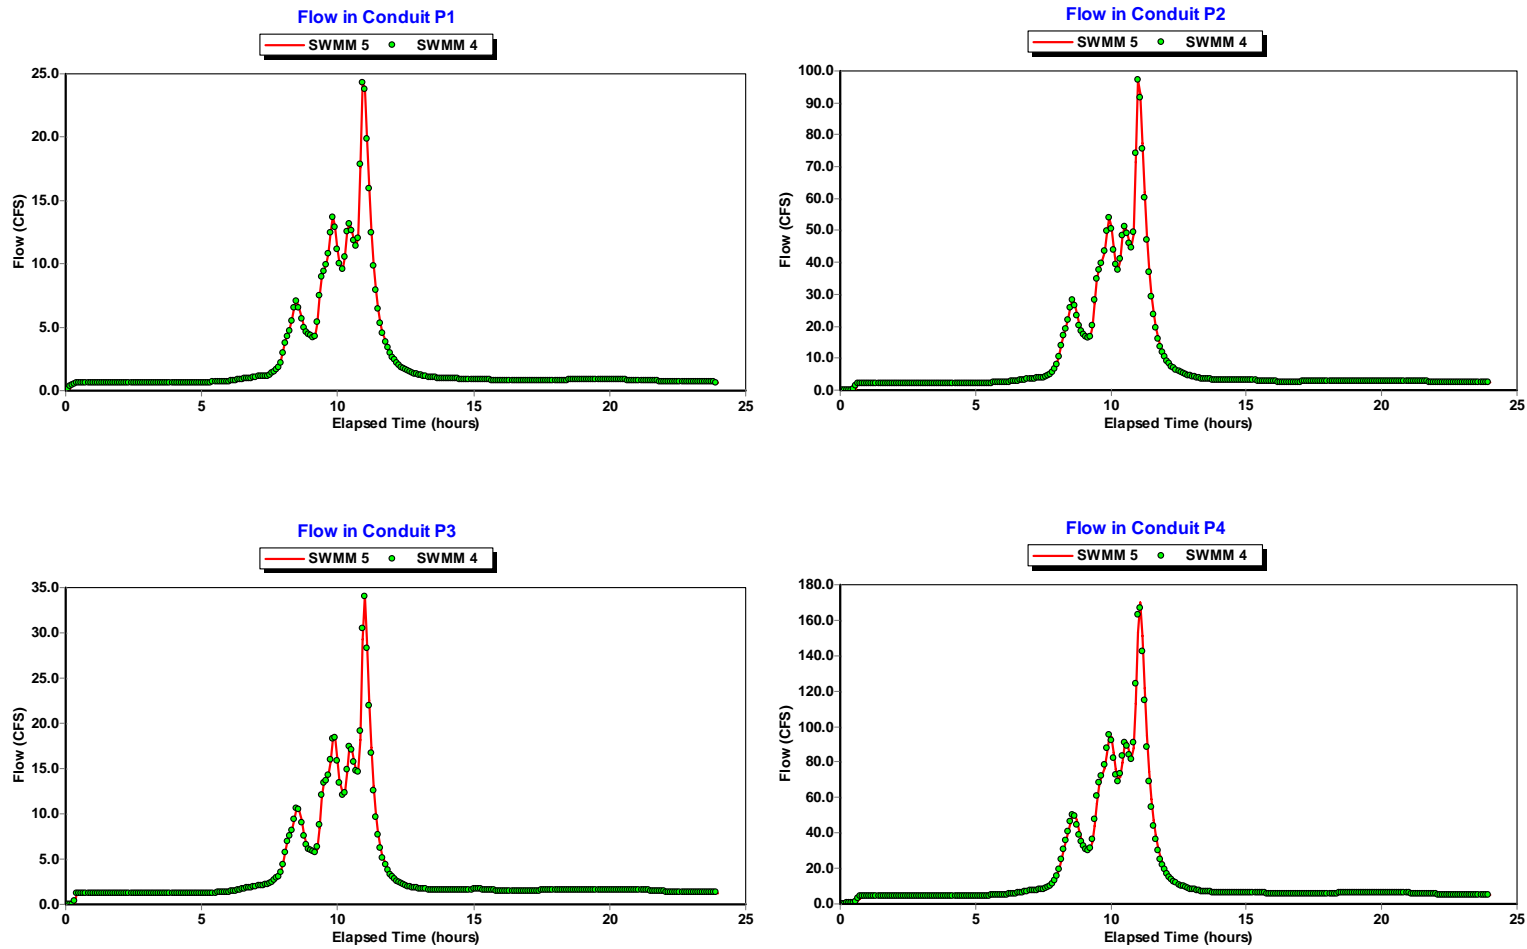 Flow in Conduit P1
SWMM 5 SWMM 4
25.0
20.0
15.0
10.0
5.0
0.0
Flow (CFS)
0 5 10 15 20 25
Elapsed Time (hours)
Flow in Conduit P2
SWMM 5 SWMM 4
100.0
90.0
80.0
70.0
60.0
50.0
40.0
30.0
20.0
10.0
0.0
Flow (CFS)
0 5 10 15 20 25
Elapsed Time (hours)
Flow in Conduit P3
SWMM 5 SWMM 4
35.0
30.0
25.0
20.0
15.0
10.0
5.0
0.0
Flow (CFS)
0 5 10 15 20 25
Elapsed Time (hours)
Flow in Conduit P4
SWMM 5 SWMM 4
180.0
160.0
140.0
120.0
100.0
80.0
60.0
40.0
20.0
0.0
Flow (CFS)
0 5 10 15 20 25
Elapsed Time (hours)